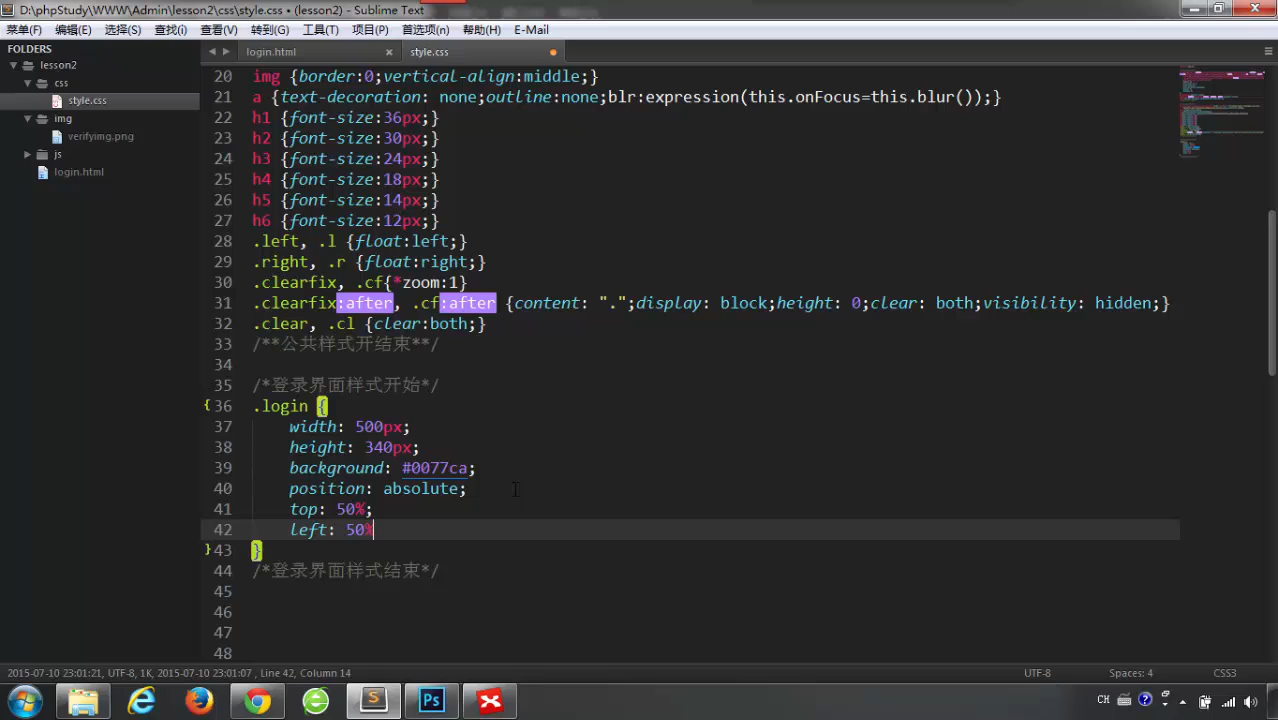 D:\phpStudy\WWW\Admin\lesson2\css\style.css • (lesson2) - Sublime Text
菜单(F) 编辑(E) 选择(S) 查找(I) 查看(V) 转到(G) 工具(T) 项目(P) 首选项(n) 帮助(H) E-Mail
FOLDERS
lesson2
css
style.css
img
verifyimg.png
js
login.html
login.html × style.css
20 img {border:0;vertical-align:middle;}
21 a {text-decoration: none;outline:none;blr:expression(this.onFocus=this.blur());}
22 h1 {font-size:36px;}
23 h2 {font-size:30px;}
24 h3 {font-size:24px;}
25 h4 {font-size:18px;}
26 h5 {font-size:14px;}
27 h6 {font-size:12px;}
28 .left, .l {float:left;}
29 .right, .r {float:right;}
30 .clearfix, .cf{*zoom:1}
31 .clearfix:after, .cf:after {content: ".";display: block;height: 0;clear: both;visibility: hidden;}
32 .clear, .cl {clear:both;}
33 /**公共样式开结束**/
34
35 /*登录界面样式开始*/
{ 36 .login {
37 width: 500px;
38 height: 340px;
39 background: #0077ca;
40 position: absolute;
41 top: 50%;
42 left: 50%
} 43 }
44 /*登录界面样式结束*/
45
46
47
48
2015-07-10 23:01:21, UTF-8, 1K, 2015-07-10 23:01:07 , Line 42, Column 14 UTF-8 Spaces: 4 CSS3
Ps CH